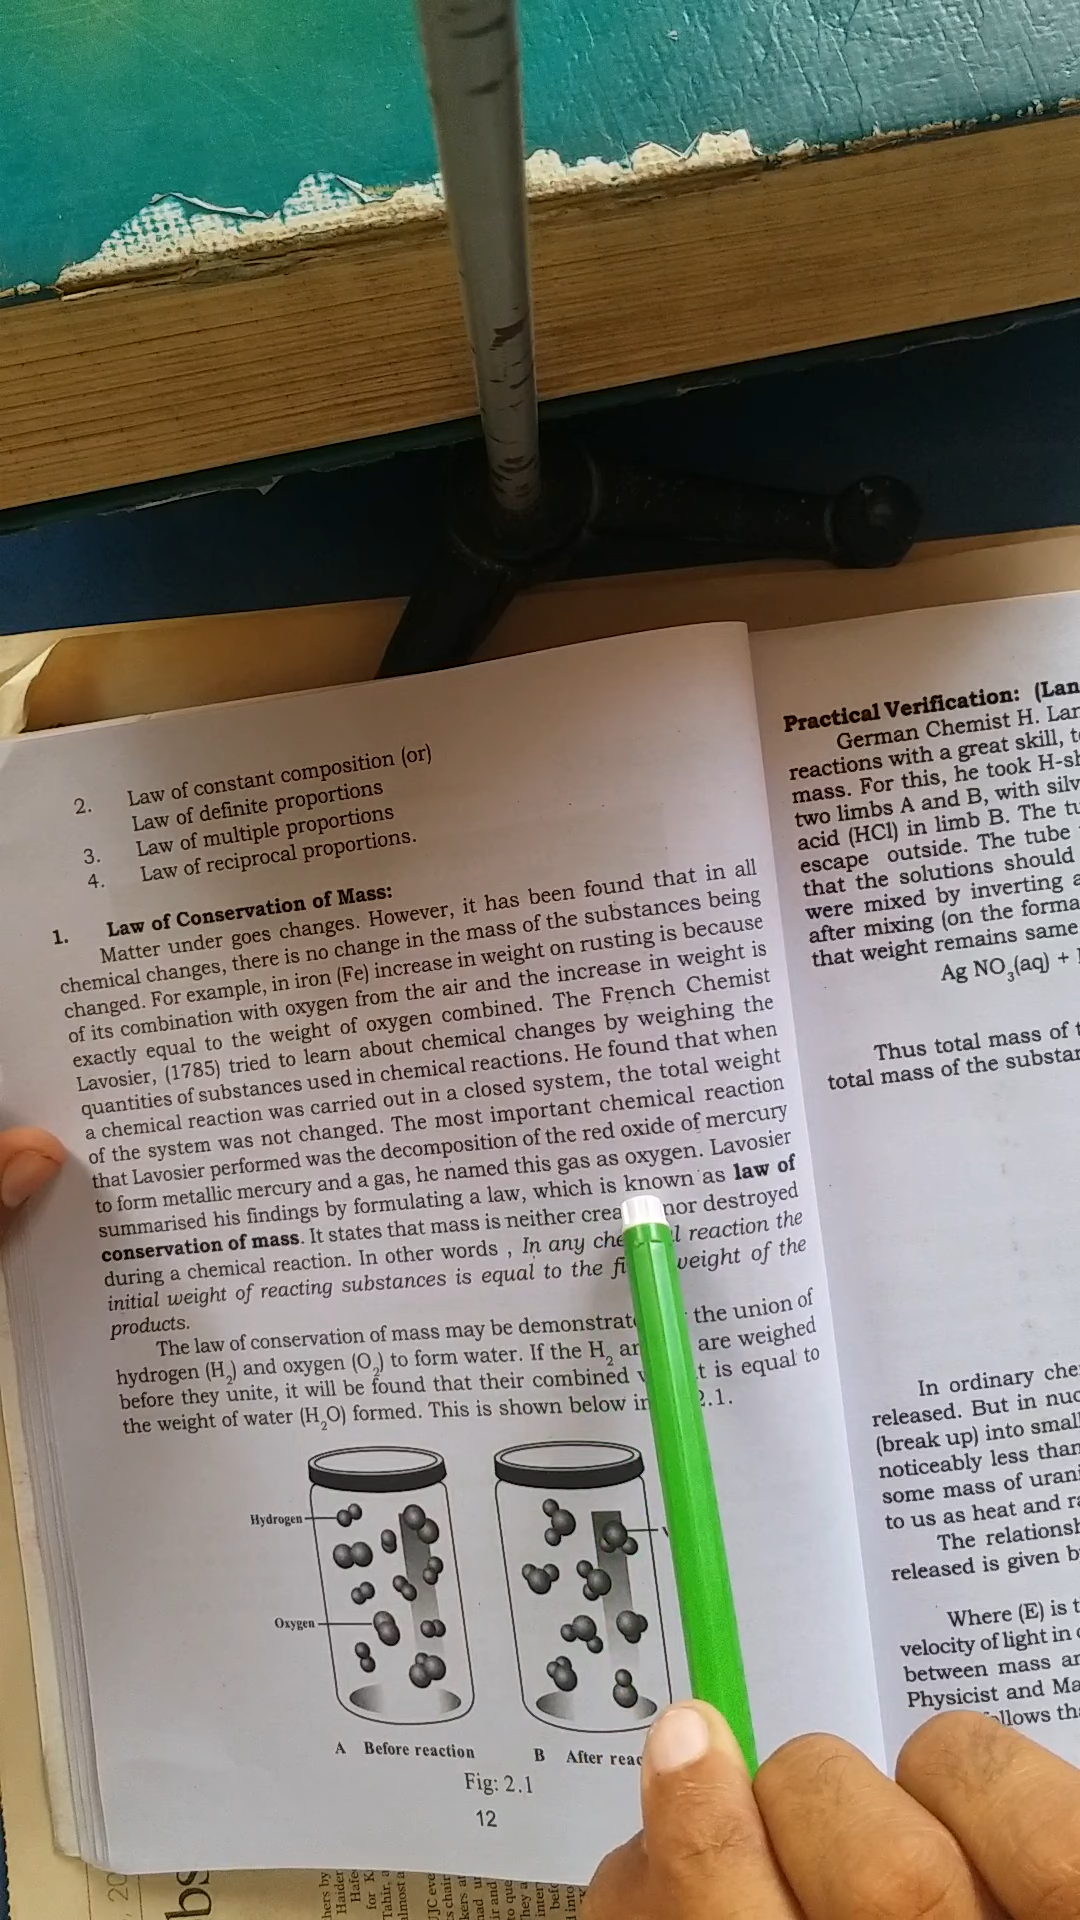 2. Law of constant composition (or)
Law of definite proportions
3. Law of multiple proportions
4. Law of reciprocal proportions.
1. Law of Conservation of Mass:
Matter under goes changes. However, it has been found that in all
chemical changes, there is no change in the mass of the substances being
changed. For example, in iron (Fe) increase in weight on rusting is because
of its combination with oxygen from the air and the increase in weight is
exactly equal to the weight of oxygen combined. The French Chemist
Lavosier, (1785) tried to learn about chemical changes by weighing the
quantities of substances used in chemical reactions. He found that when
a chemical reaction was carried out in a closed system, the total weight
of the system was not changed. The most important chemical reaction
that Lavosier performed was the decomposition of the red oxide of mercury
to form metallic mercury and a gas, he named this gas as oxygen. Lavosier
summarised his findings by formulating a law, which is known as law of
conservation of mass. It states that mass is neither crea nor destroyed
during a chemical reaction. In other words , In any che l reaction the
initial weight of reacting substances is equal to the fi weight of the
products.
The law of conservation of mass may be demonstrate the union of
hydrogen (H2) and oxygen (O2) to form water. If the H2 an are weighed
before they unite, it will be found that their combined t is equal to
the weight of water (H2O) formed. This is shown below in 2.1.
Hydrogen
Oxygen
A Before reaction
B After reac
Fig: 2.1
12
Practical Verification: (Lan
German Chemist H. Lan
reactions with a great skill, t
mass. For this, he took H-sh
two limbs A and B, with silv
acid (HCl) in limb B. The tu
escape outside. The tube
that the solutions should
were mixed by inverting a
after mixing (on the forma
that weight remains same
Ag NO3(aq) +
Thus total mass of t
total mass of the substan
In ordinary che
released. But in nuc
(break up) into small
noticeably less than
some mass of urani
to us as heat and ra
The relationsh
released is given b
Where (E) is t
velocity of light in
between mass an
Physicist and Ma
ollows tha